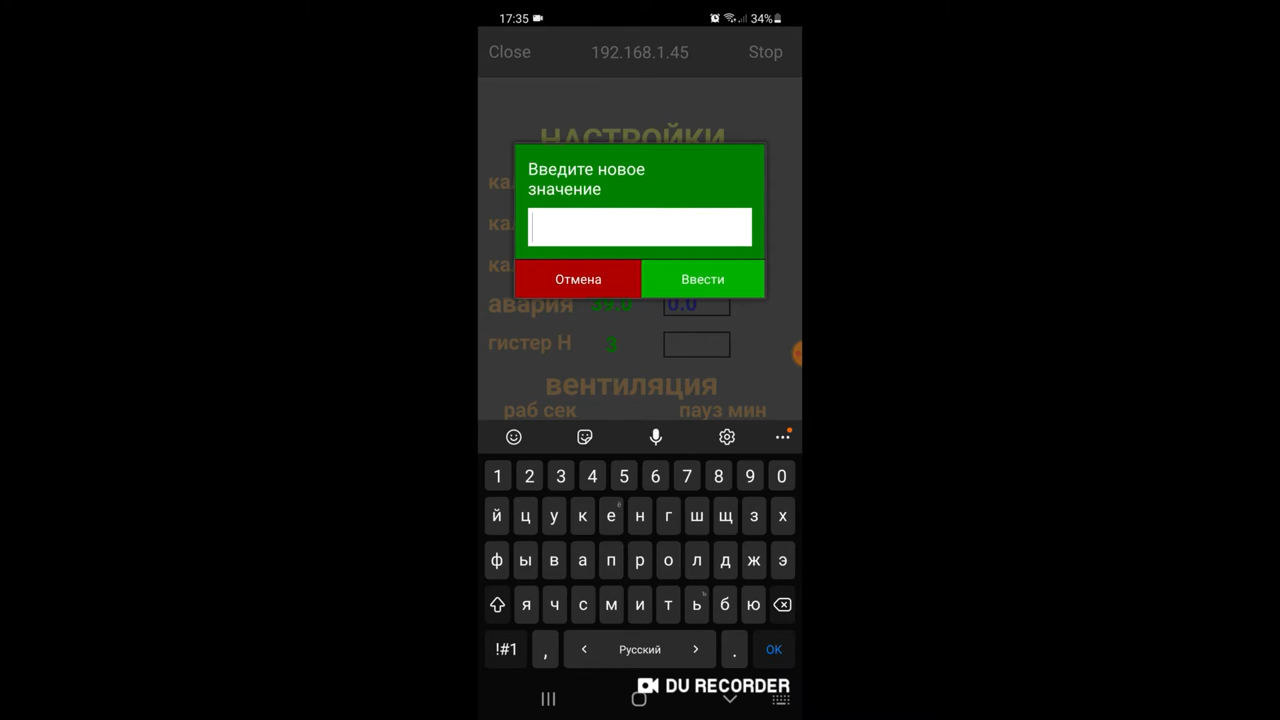 17:35 34%
Close 192.168.1.45 Stop
НАСТРОЙКИ
Введите новое
значение
Отмена Ввести
авария 39.0 0.0
гистер Н 3
вентиляция
раб сек пауз мин
1 2 3 4 5 6 7 8 9 0
й ц у к е н г ш щ з х
ф ы в а п р о л д ж э
я ч с м и т ь б ю
!#1 , < Русский > . OK
DU RECORDER